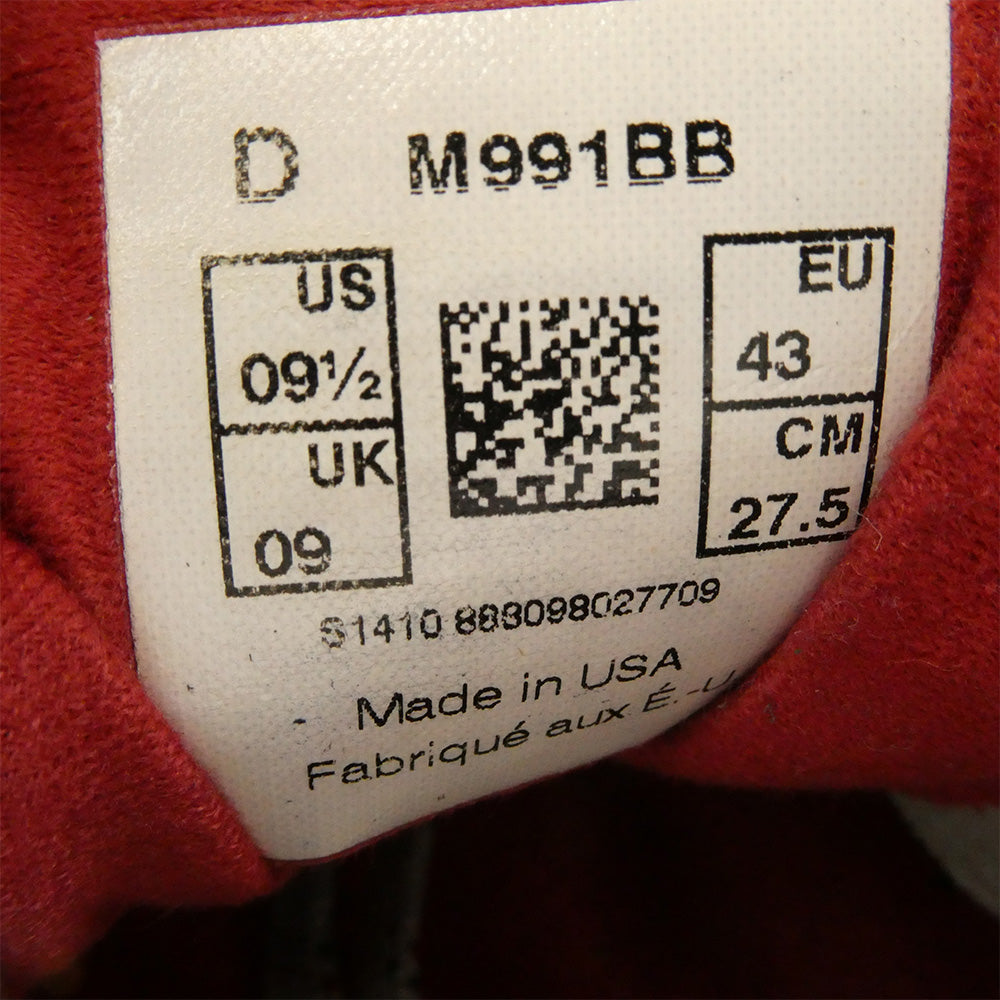 D M991BB
US
09½
UK
09
EU
43
CM
27.5
S1410 888098027709
Made in USA
Fabriqué aux É.-U